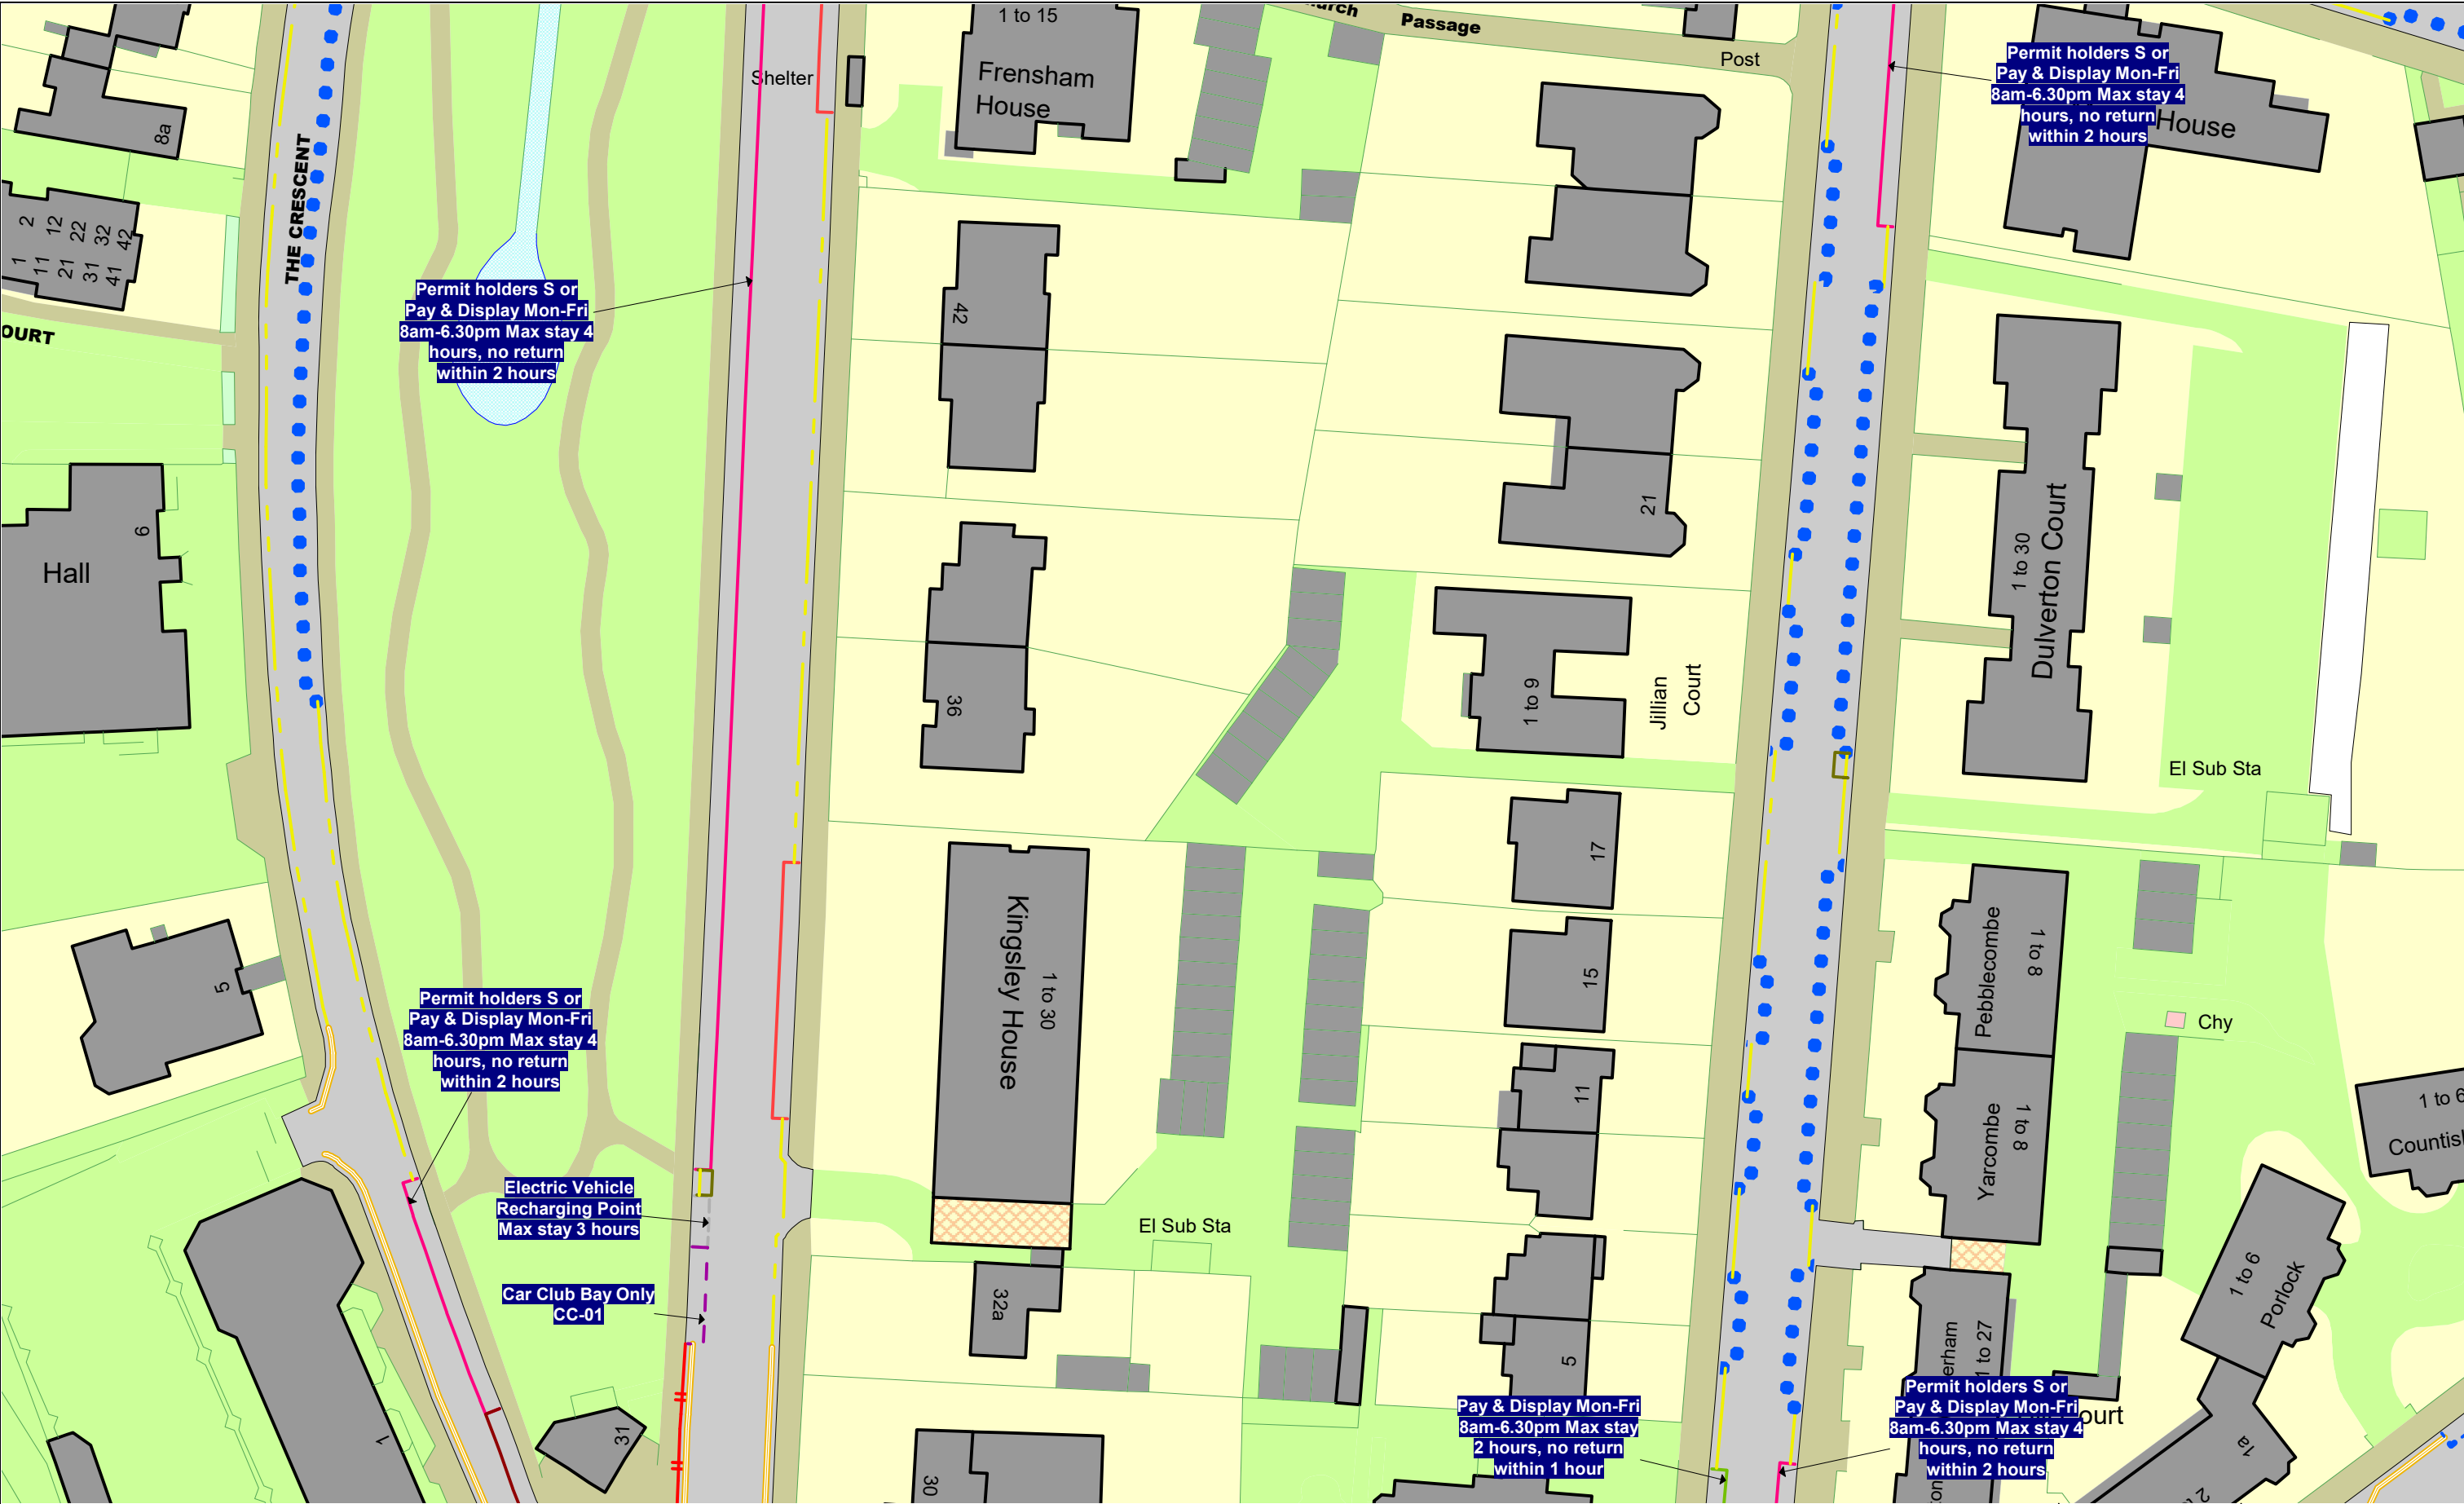 1 to 15
Frensham
House
Passage
Post
Shelter
8a
THE CRESCENT
2 12 22 32 42
1 11 21 31 41
OURT
Permit holders S or
Pay & Display Mon-Fri
8am-6.30pm Max stay 4
hours, no return
within 2 hours
Permit holders S or
Pay & Display Mon-Fri
8am-6.30pm Max stay 4
hours, no return
within 2 hours
House
42
21
1 to 30
Dulverton Court
Hall
6
36
1 to 9
Jillian
Court
El Sub Sta
17
Kingsley House
1 to 30
15
Pebblecombe
1 to 8
Chy
5
Permit holders S or
Pay & Display Mon-Fri
8am-6.30pm Max stay 4
hours, no return
within 2 hours
11
Yarcombe
1 to 8
1 to 6
Electric Vehicle
Recharging Point
Max stay 3 hours
El Sub Sta
Car Club Bay Only
CC-01
32a
5
1 to 27
1 to 6
Porlock
Pay & Display Mon-Fri
8am-6.30pm Max stay
2 hours, no return
within 1 hour
Permit holders S or
Pay & Display Mon-Fri
8am-6.30pm Max stay 4
hours, no return
within 2 hours
1
31
30
1a
2